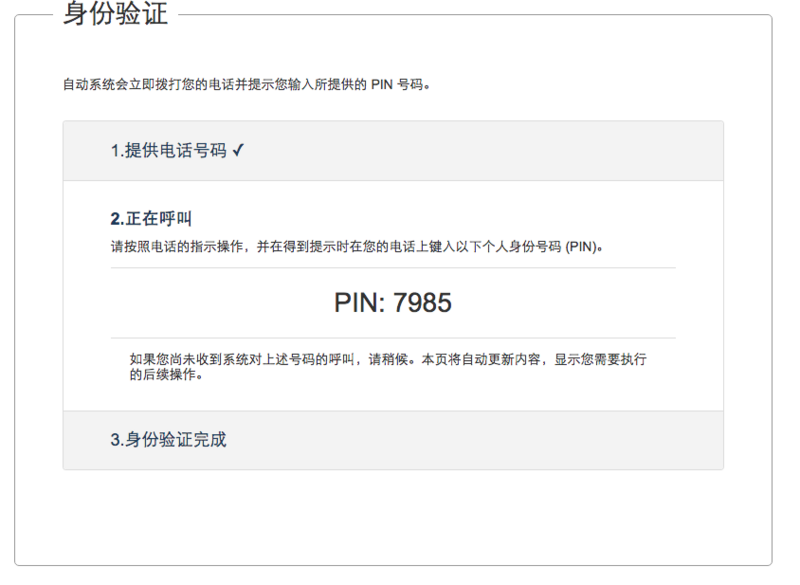 身份验证
自动系统会立即拨打您的电话并提示您输入所提供的 PIN 号码。
1.提供电话号码 ✓
2.正在呼叫
请按照电话的指示操作，并在得到提示时在您的电话上键入以下个人身份号码 (PIN)。
PIN: 7985
如果您尚未收到系统对上述号码的呼叫，请稍候。本页将自动更新内容，显示您需要执行
的后续操作。
3.身份验证完成